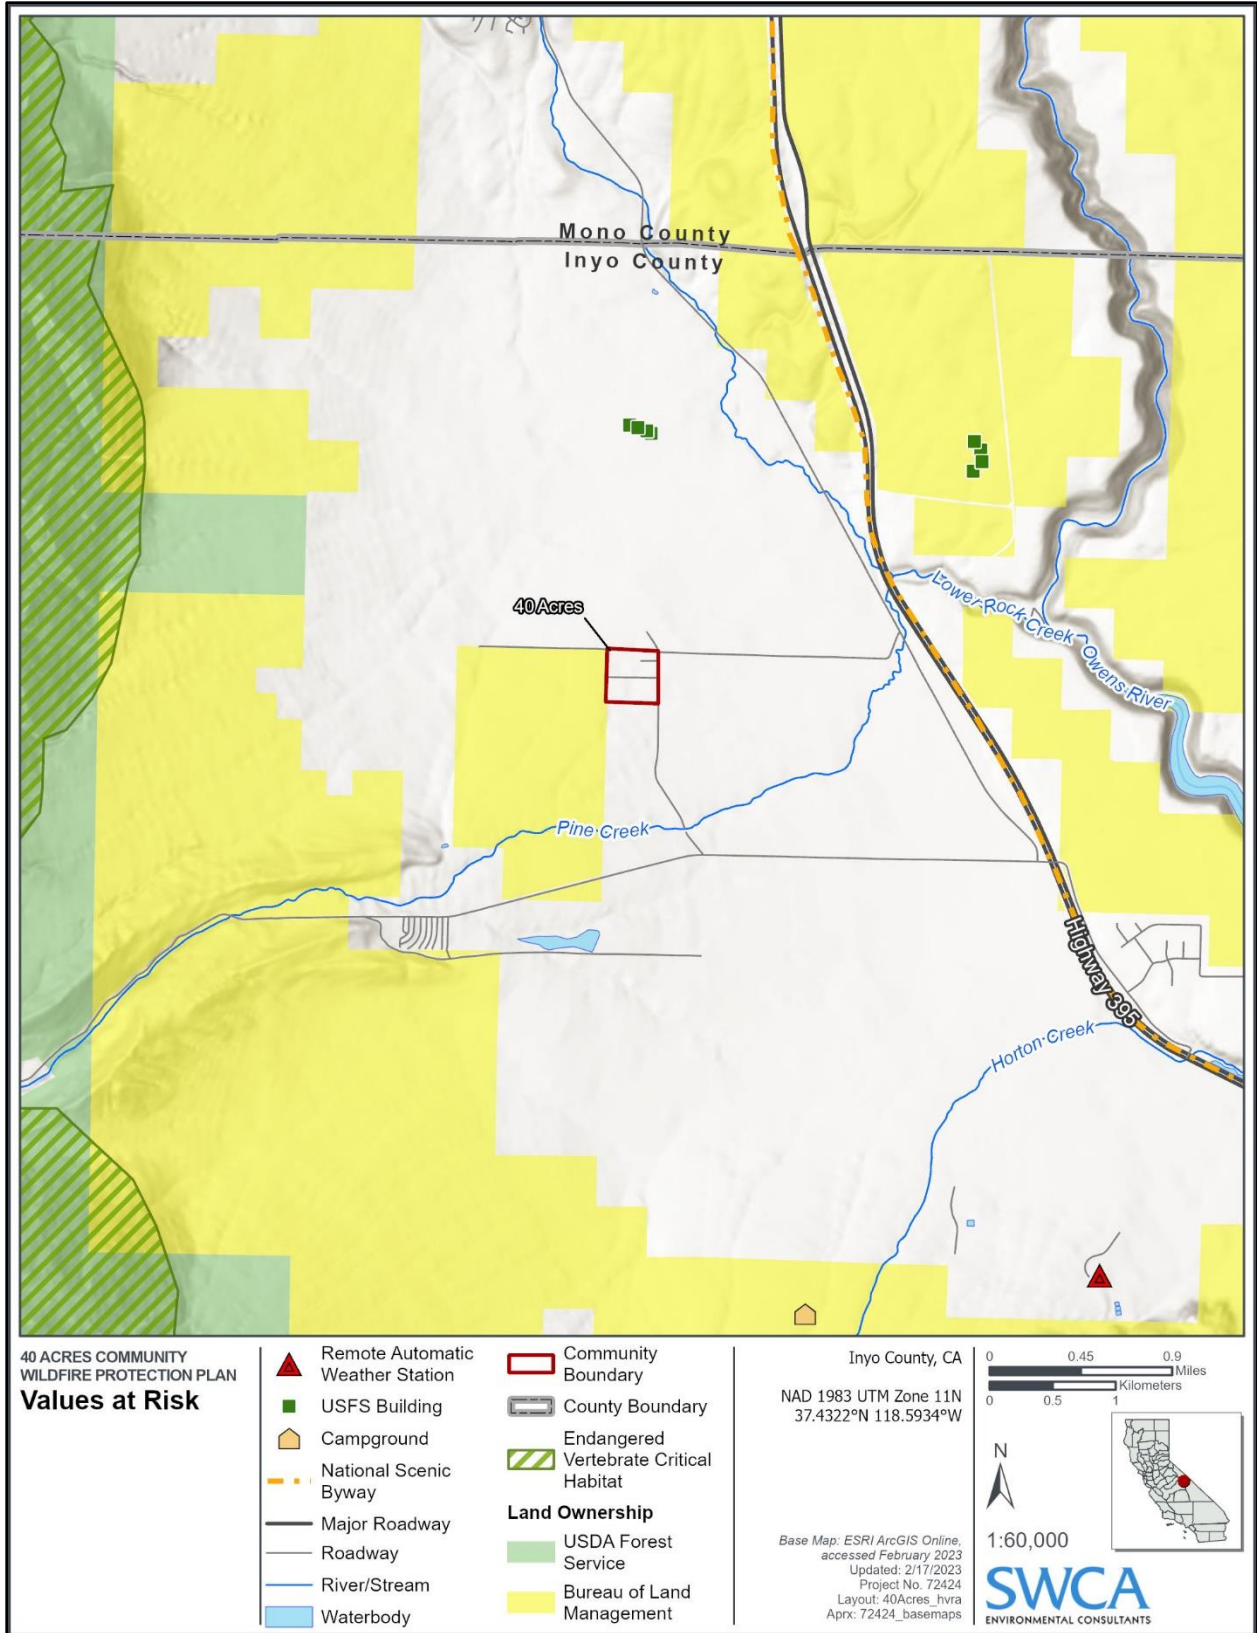 Mono County
Inyo County
40 Acres
Lower Rock Creek
Owens River
Pine Creek
Highway 395
Horton Creek
40 ACRES COMMUNITY
WILDFIRE PROTECTION PLAN
Values at Risk
Remote Automatic
Weather Station
USFS Building
Campground
National Scenic
Byway
Major Roadway
Roadway
River/Stream
Waterbody
Community
Boundary
County Boundary
Endangered
Vertebrate Critical
Habitat
Land Ownership
USDA Forest
Service
Bureau of Land
Management
Inyo County, CA
NAD 1983 UTM Zone 11N
37.4322°N 118.5934°W
Base Map: ESRI ArcGIS Online,
accessed February 2023
Updated: 2/17/2023
Project No. 72424
Layout: 40Acres_hvra
Aprx: 72424_basemaps
0 0.45 0.9
Miles
Kilometers
0 0.5 1
N
1:60,000
SWCA
ENVIRONMENTAL CONSULTANTS